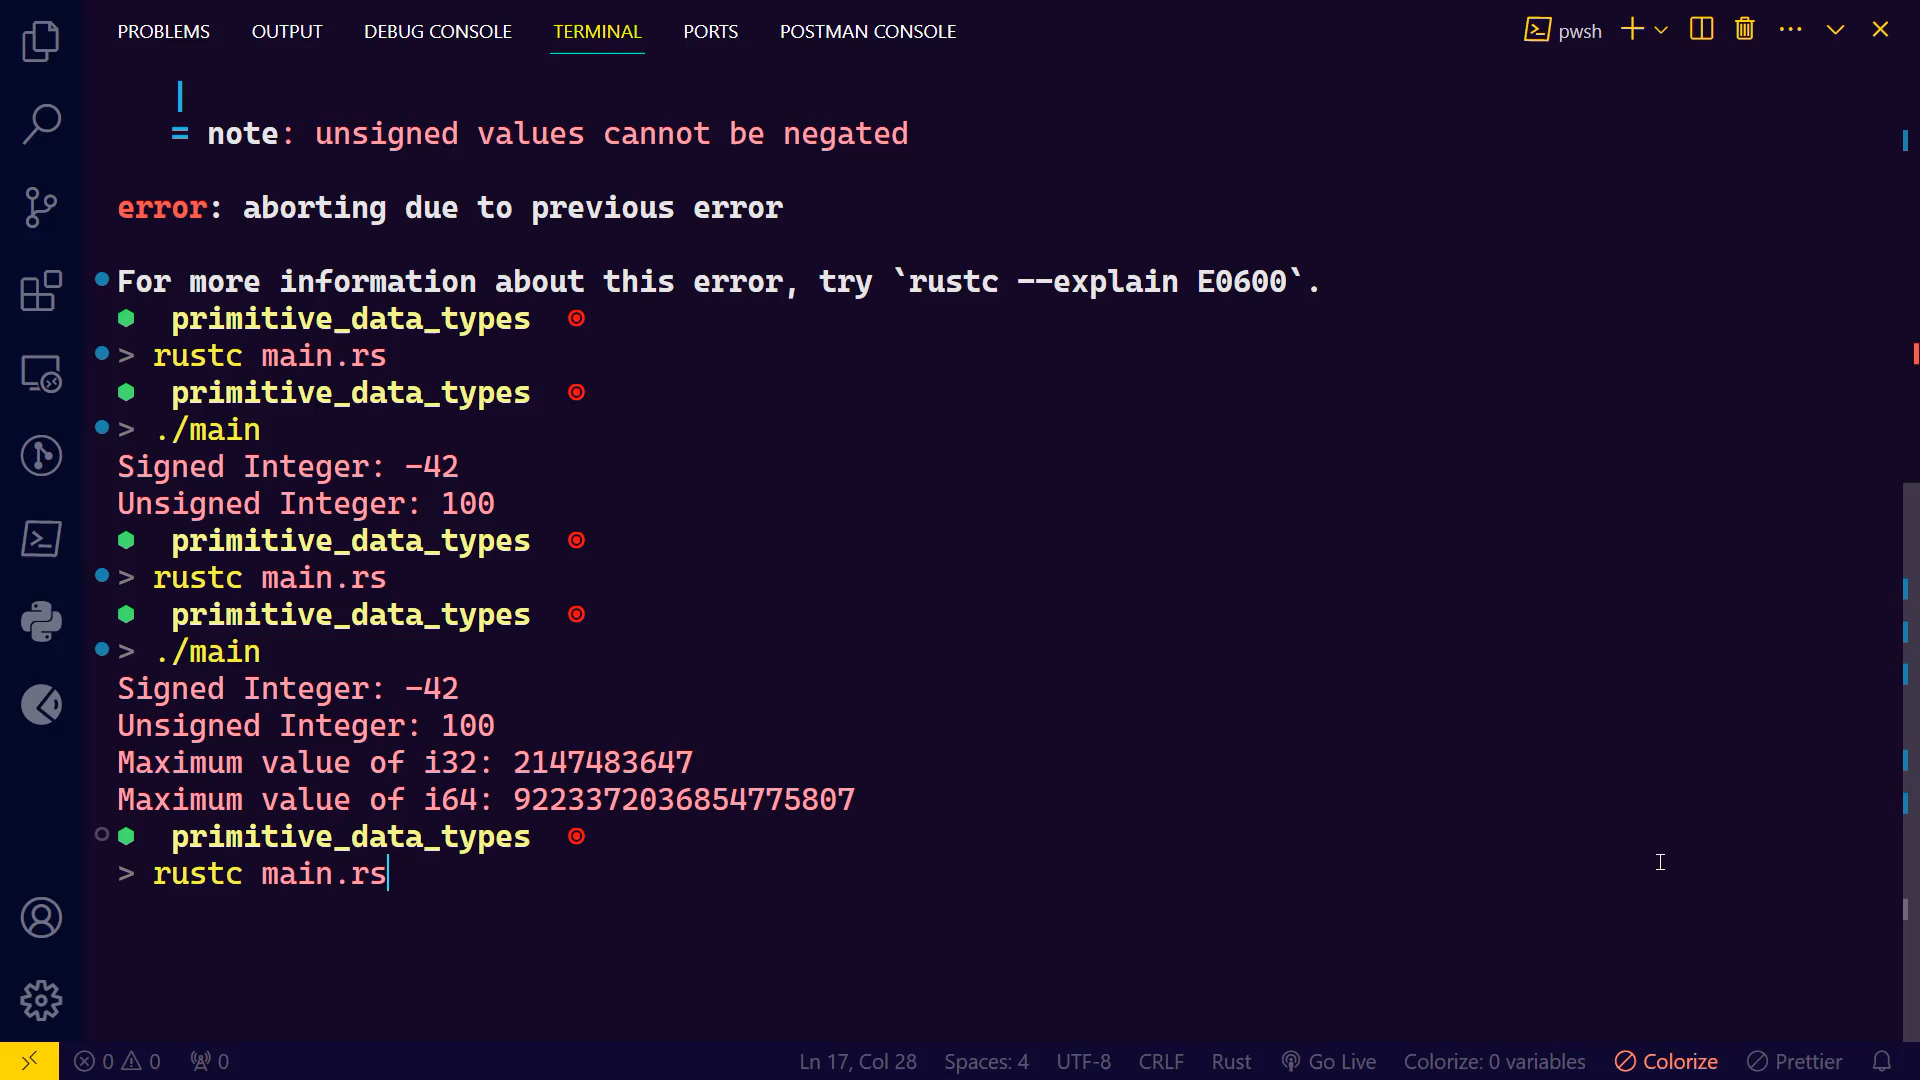 PROBLEMS OUTPUT DEBUG CONSOLE TERMINAL PORTS POSTMAN CONSOLE pwsh
|
= note: unsigned values cannot be negated
error: aborting due to previous error
For more information about this error, try `rustc --explain E0600`.
primitive_data_types
> rustc main.rs
primitive_data_types
> ./main
Signed Integer: -42
Unsigned Integer: 100
primitive_data_types
> rustc main.rs
primitive_data_types
> ./main
Signed Integer: -42
Unsigned Integer: 100
Maximum value of i32: 2147483647
Maximum value of i64: 9223372036854775807
primitive_data_types
> rustc main.rs
0 0 0 Ln 17, Col 28 Spaces: 4 UTF-8 CRLF Rust Go Live Colorize: 0 variables Colorize Prettier